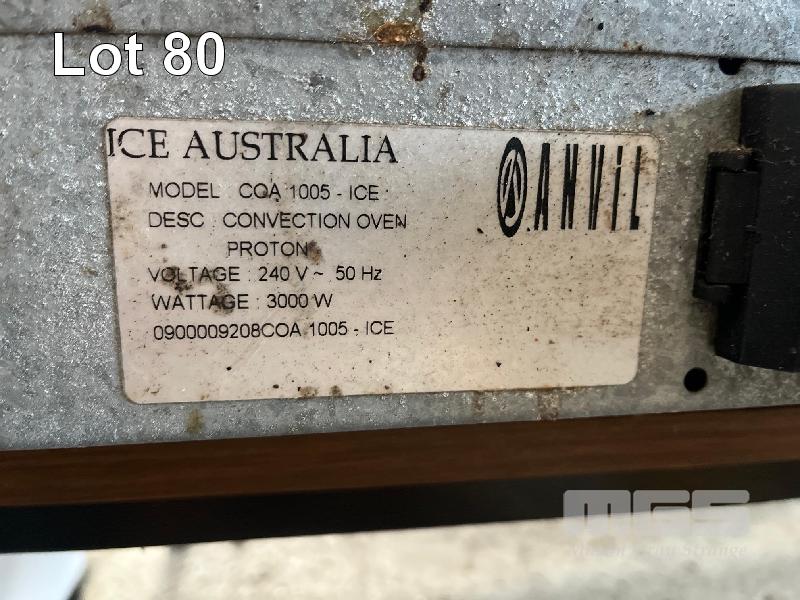 Lot 80
ICE AUSTRALIA
ANViL
MODEL COA 1005 - ICE
DESC : CONVECTION OVEN
PROTON
VOLTAGE : 240 V ~ 50 Hz
WATTAGE : 3000 W
0900009208COA 1005 - ICE
MGS